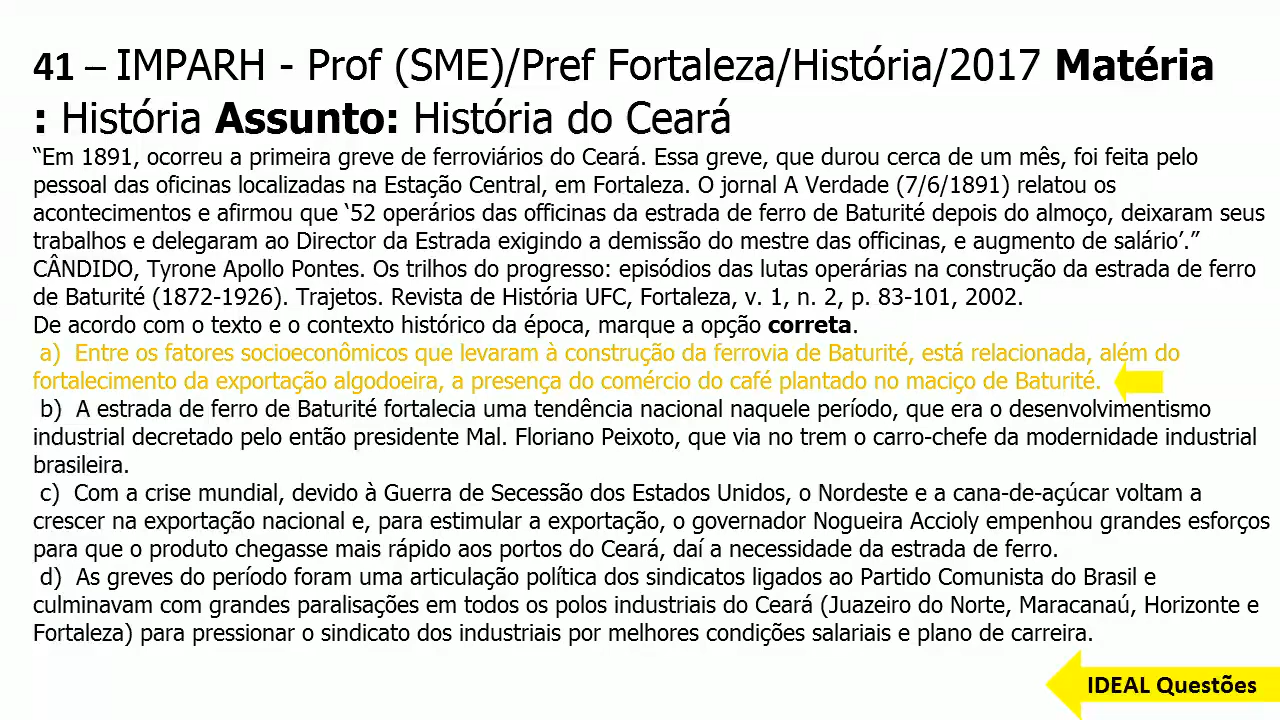 41 – IMPARH - Prof (SME)/Pref Fortaleza/História/2017 Matéria
: História Assunto: História do Ceará
“Em 1891, ocorreu a primeira greve de ferroviários do Ceará. Essa greve, que durou cerca de um mês, foi feita pelo
pessoal das oficinas localizadas na Estação Central, em Fortaleza. O jornal A Verdade (7/6/1891) relatou os
acontecimentos e afirmou que ‘52 operários das officinas da estrada de ferro de Baturité depois do almoço, deixaram seus
trabalhos e delegaram ao Director da Estrada exigindo a demissão do mestre das officinas, e augmento de salário’.”
CÂNDIDO, Tyrone Apollo Pontes. Os trilhos do progresso: episódios das lutas operárias na construção da estrada de ferro
de Baturité (1872-1926). Trajetos. Revista de História UFC, Fortaleza, v. 1, n. 2, p. 83-101, 2002.
De acordo com o texto e o contexto histórico da época, marque a opção correta.
a) Entre os fatores socioeconômicos que levaram à construção da ferrovia de Baturité, está relacionada, além do
fortalecimento da exportação algodoeira, a presença do comércio do café plantado no maciço de Baturité.
b) A estrada de ferro de Baturité fortalecia uma tendência nacional naquele período, que era o desenvolvimentismo
industrial decretado pelo então presidente Mal. Floriano Peixoto, que via no trem o carro-chefe da modernidade industrial
brasileira.
c) Com a crise mundial, devido à Guerra de Secessão dos Estados Unidos, o Nordeste e a cana-de-açúcar voltam a
crescer na exportação nacional e, para estimular a exportação, o governador Nogueira Accioly empenhou grandes esforços
para que o produto chegasse mais rápido aos portos do Ceará, daí a necessidade da estrada de ferro.
d) As greves do período foram uma articulação política dos sindicatos ligados ao Partido Comunista do Brasil e
culminavam com grandes paralisações em todos os polos industriais do Ceará (Juazeiro do Norte, Maracanaú, Horizonte e
Fortaleza) para pressionar o sindicato dos industriais por melhores condições salariais e plano de carreira.
IDEAL Questões